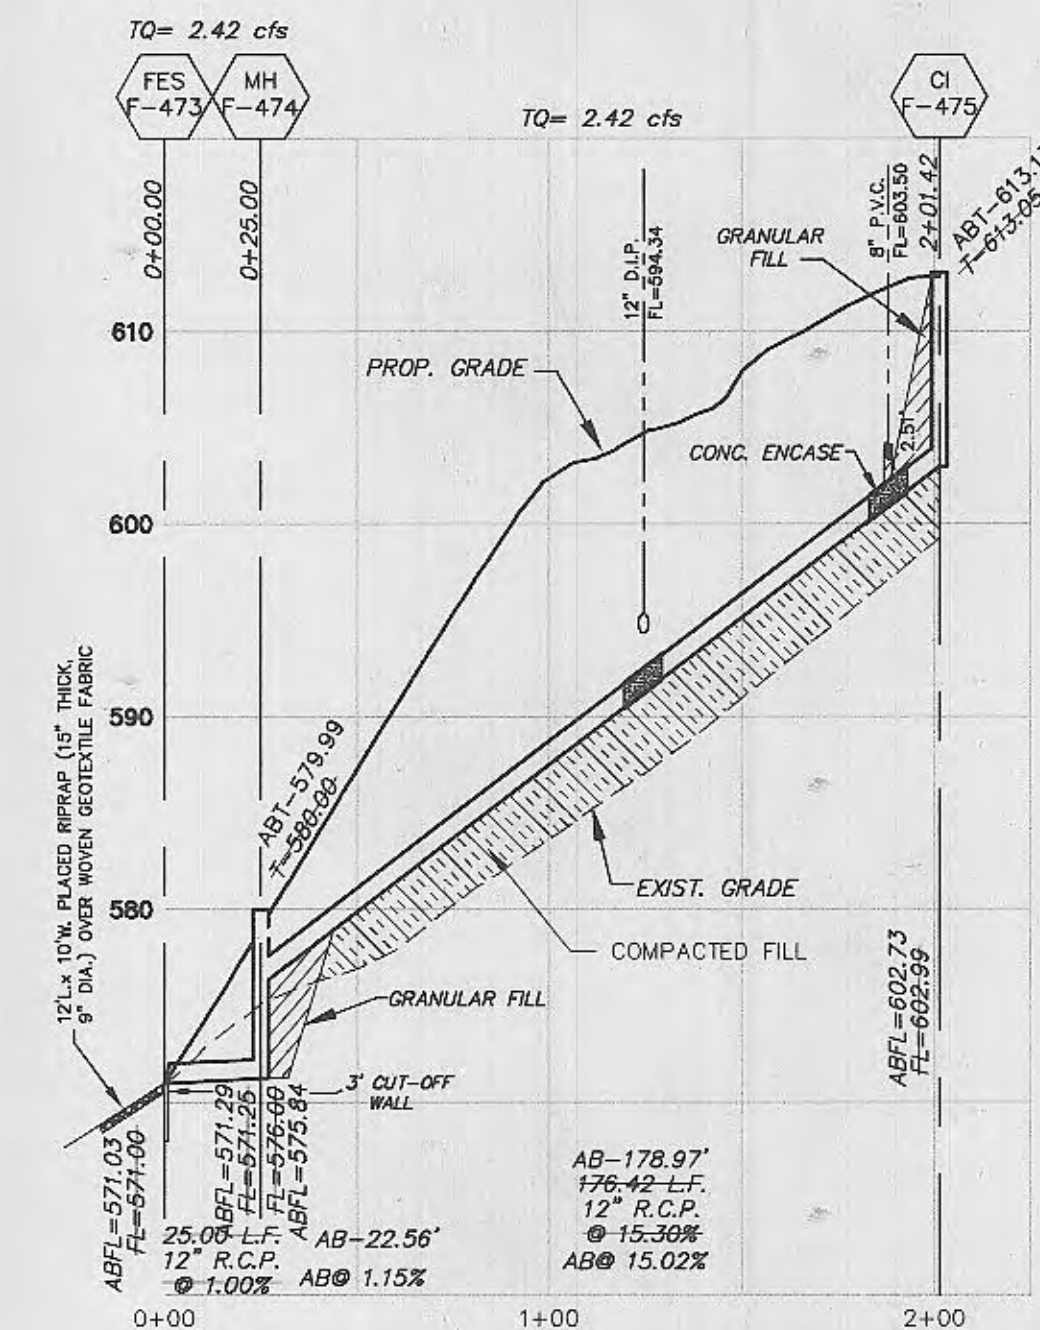 TQ= 2.42 cfs
FES
F-473
MH
F-474
TQ= 2.42 cfs
CI
F-475
0+00.00
0+25.00
12" D.I.P.
FL=594.34
GRANULAR
FILL
8" P.V.C.
FL=603.50
2+01.42
T=613.05
610
PROP. GRADE
CONC. ENCASE
2.51'
600
590
12'L.x 10'W. PLACED RIPRAP (15" THICK,
9" DIA.) OVER WOVEN GEOTEXTILE FABRIC
ABT-579.99
T=580.00
580
EXIST. GRADE
COMPACTED FILL
GRANULAR FILL
3' CUT-OFF
WALL
ABFL=602.73
FL=602.99
ABFL=571.03
FL=571.00
ABFL=571.29
FL=571.25
FL=576.00
ABFL=575.84
25.00 L.F.
12" R.C.P.
@ 1.00%
AB-22.56'
AB@ 1.15%
AB-178.97'
176.42 L.F.
12" R.C.P.
@ 15.30%
AB@ 15.02%
0+00
1+00
2+00